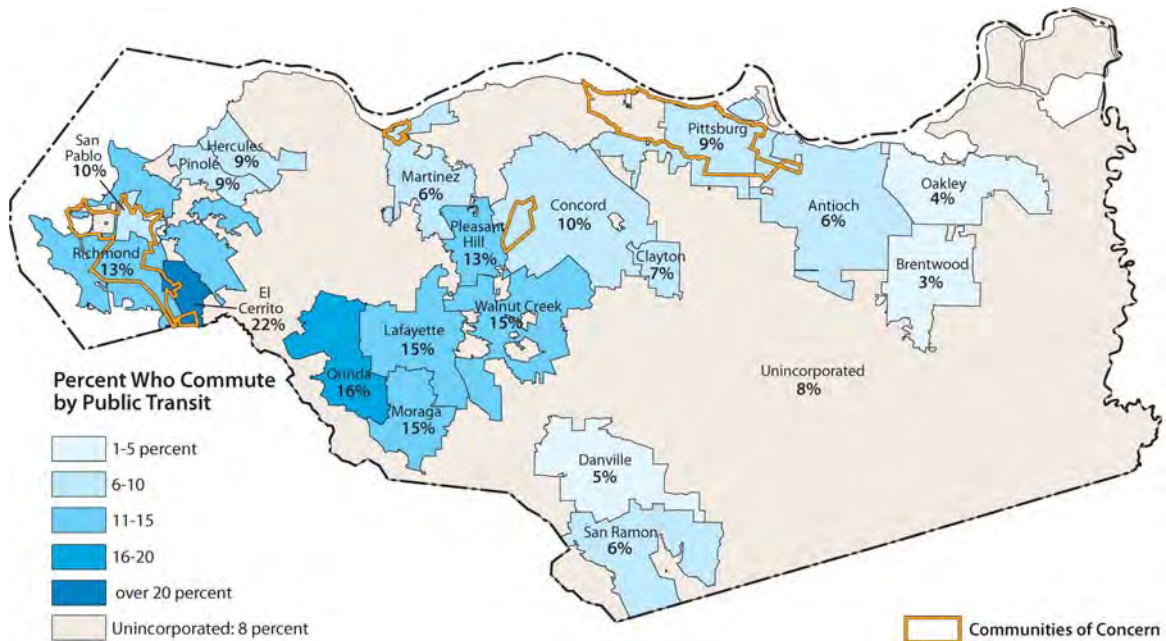 San
Pablo
10%
Hercules
9%
Pinole
9%
Richmond
13%
El
Cerrito
22%
Martinez
6%
Pleasant
Hill
13%
Concord
10%
Clayton
7%
Pittsburg
9%
Antioch
6%
Oakley
4%
Brentwood
3%
Walnut Creek
15%
Lafayette
15%
Orinda
16%
Moraga
15%
Unincorporated
8%
Danville
5%
San Ramon
6%
Percent Who Commute
by Public Transit
1-5 percent
6-10
11-15
16-20
over 20 percent
Unincorporated: 8 percent
Communities of Concern